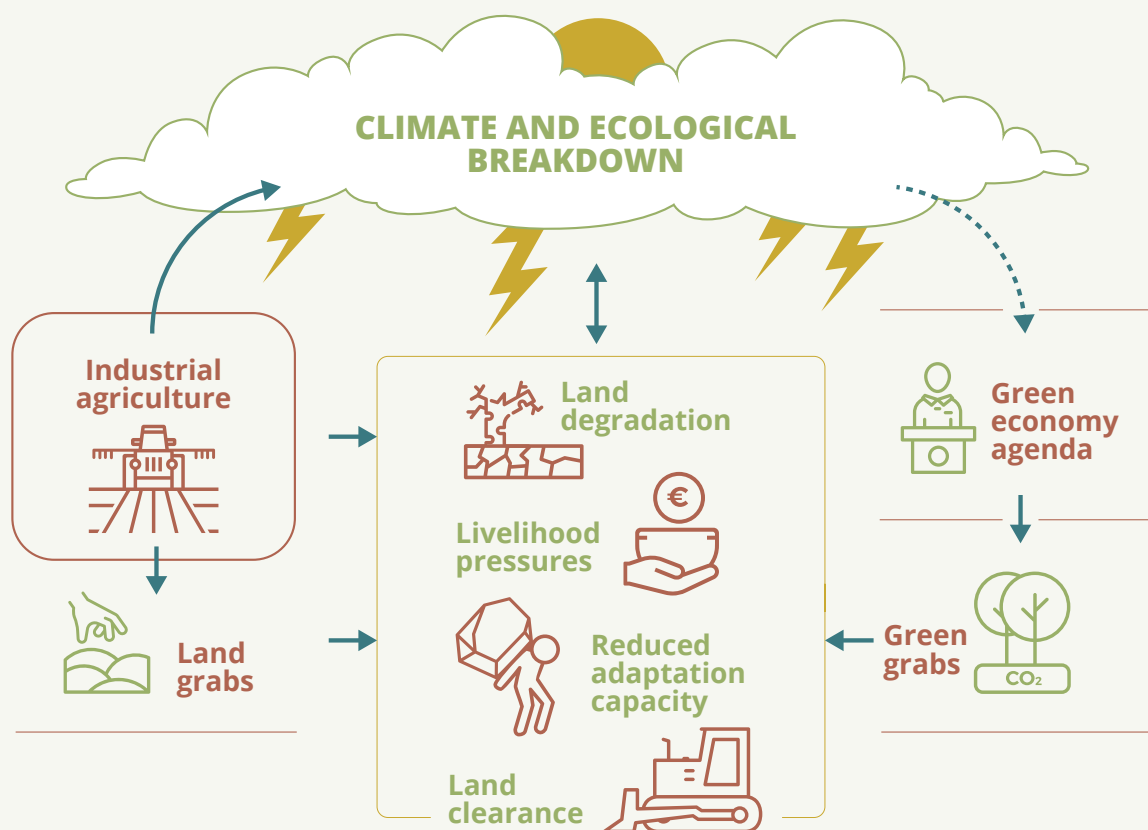 CLIMATE AND ECOLOGICAL
BREAKDOWN
Industrial
agriculture
Land
grabs
Land
degradation
€
Livelihood
pressures
Reduced
adaptation
capacity
Land
clearance
Green
economy
agenda
Green
grabs
CO₂